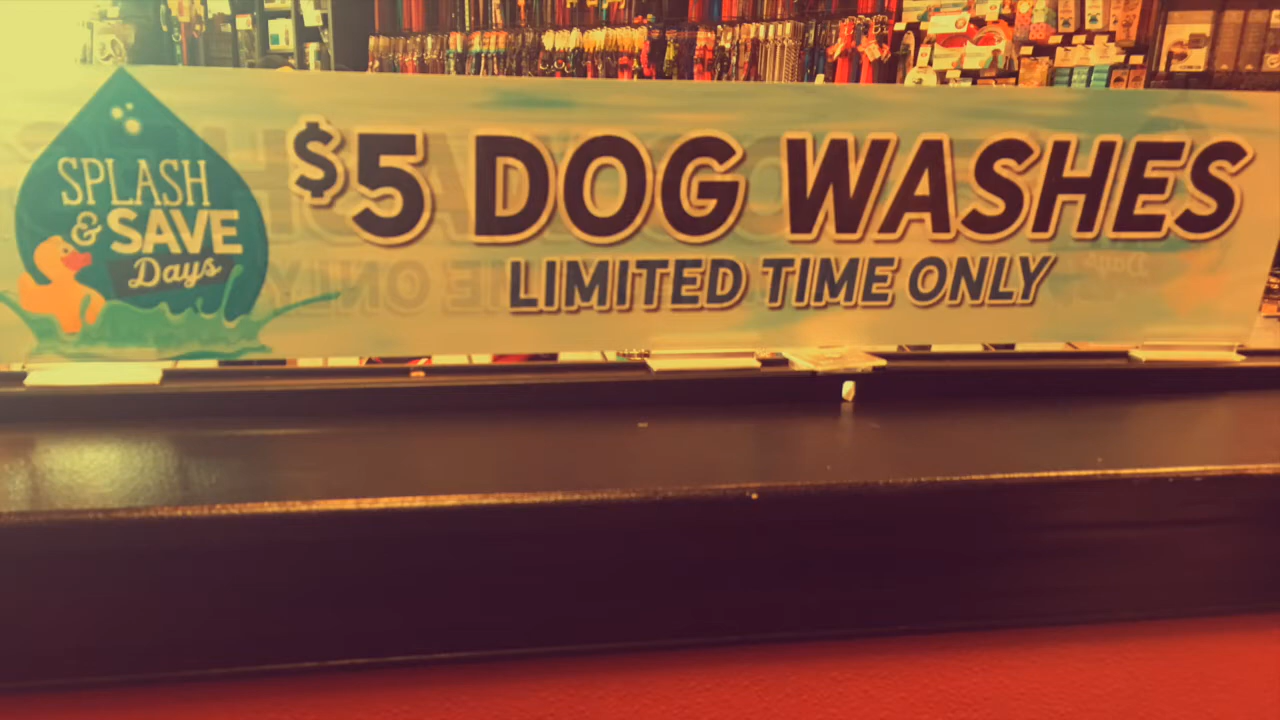 SPLASH
& SAVE
Days
$5 DOG WASHES
LIMITED TIME ONLY